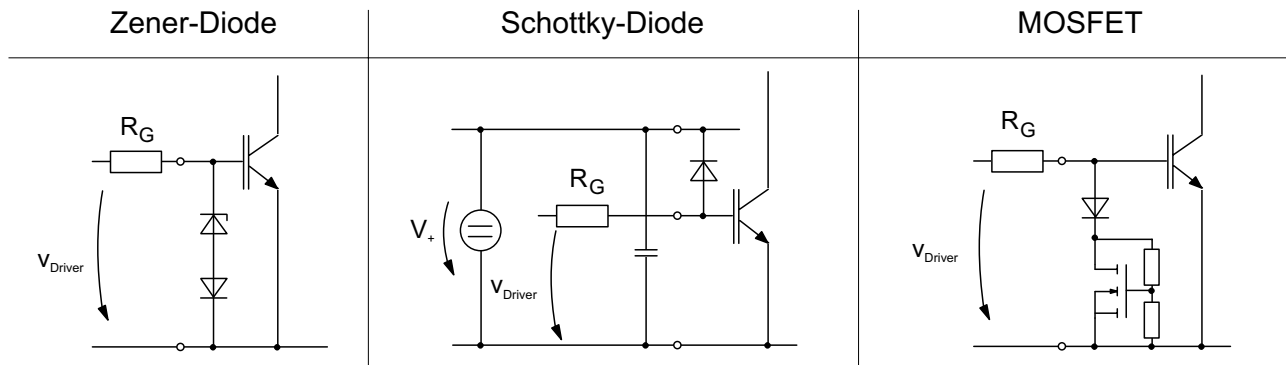 Zener-Diode
Schottky-Diode
MOSFET
R_G
v_Driver
V_+
R_G
v_Driver
R_G
v_Driver